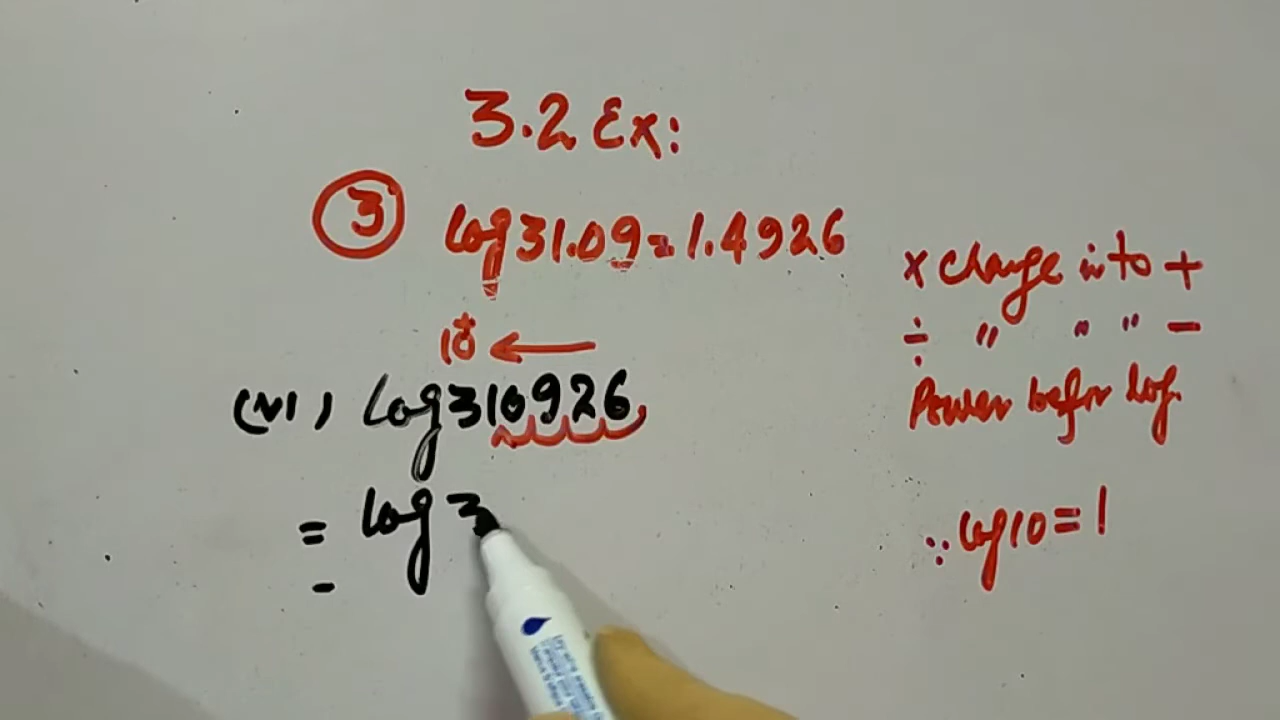 3.2 Ex:
3 log 31.09 = 1.4926
x change into +
10+ ←
÷ " " " −
(VI) log 310926
Power befor log.
= log 3
∵ log 10 = 1
=